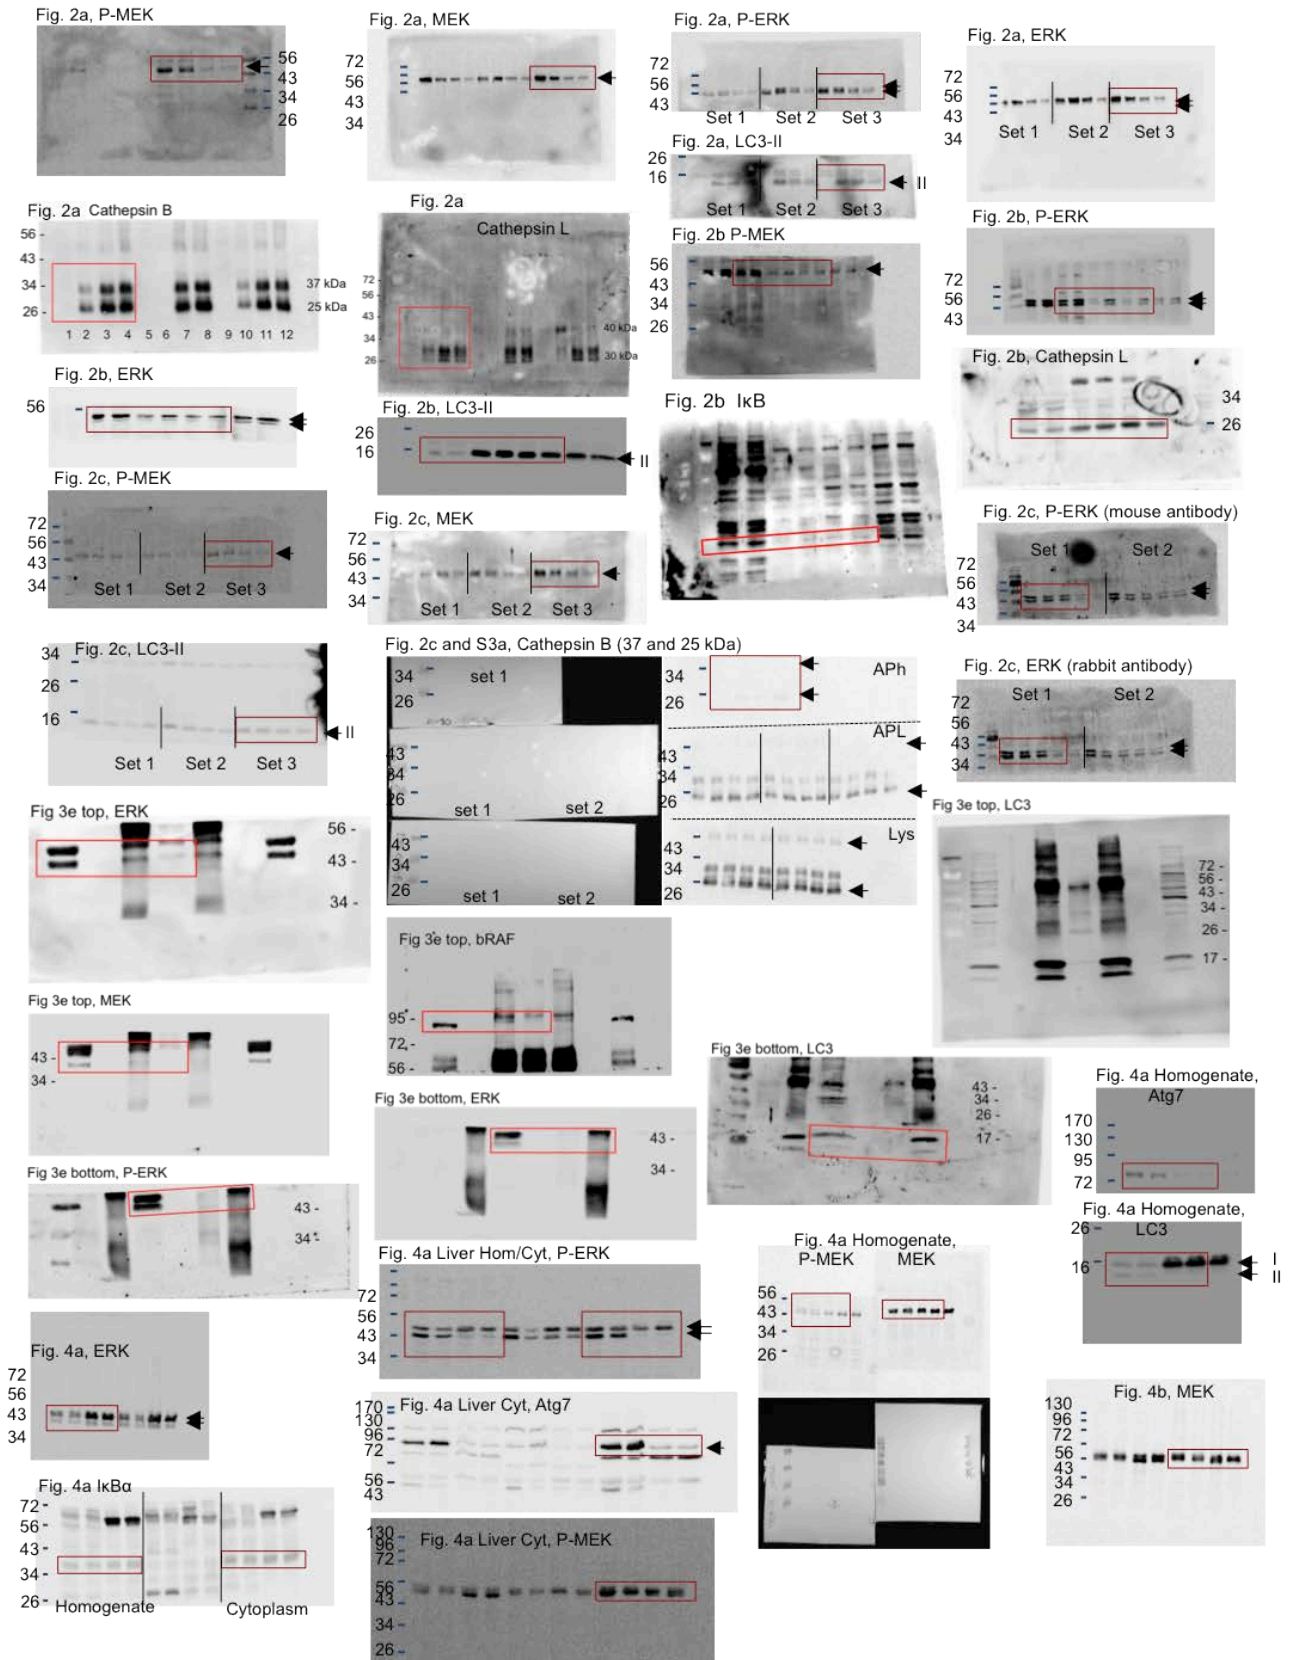 Fig. 2a, P-MEK
56
43
34
26
Fig. 2a, MEK
72
56
43
34
Fig. 2a, P-ERK
72
56
43
Set 1 Set 2 Set 3
Fig. 2a, ERK
72
56
43
34
Set 1 Set 2 Set 3
Fig. 2a, LC3-II
26
16
II
Set 1 Set 2 Set 3
Fig. 2a Cathepsin B
56 -
43 -
34 -
26 -
37 kDa
25 kDa
1 2 3 4 5 6 7 8 9 10 11 12
Fig. 2a
Cathepsin L
72 -
56 -
43 -
34 -
26 -
40 kDa
30 kDa
Fig. 2b P-MEK
56
43
34
26
Fig. 2b, P-ERK
72
56
43
Fig. 2b, ERK
56
Fig. 2b, LC3-II
26
16
II
Fig. 2b IκB
Fig. 2b, Cathepsin L
34
26
Fig. 2c, P-MEK
72
56
43
34
Set 1 Set 2 Set 3
Fig. 2c, MEK
72
56
43
34
Set 1 Set 2 Set 3
Fig. 2c, P-ERK (mouse antibody)
Set 1 Set 2
72
56
43
34
Fig. 2c, LC3-II
34
26
16
II
Set 1 Set 2 Set 3
Fig. 2c and S3a, Cathepsin B (37 and 25 kDa)
34
26
set 1
43
34
26
set 1 set 2
43
34
26
set 1 set 2
34
26
APh
APL
43
34
26
Lys
43
34
26
Fig. 2c, ERK (rabbit antibody)
Set 1 Set 2
72
56
43
34
Fig 3e top, ERK
56 -
43 -
34 -
Fig 3e top, bRAF
95 -
72 -
56 -
Fig 3e top, LC3
72 -
56 -
43 -
34 -
26 -
17 -
Fig 3e top, MEK
43 -
34 -
Fig 3e bottom, ERK
43 -
34 -
Fig 3e bottom, LC3
43 -
34 -
26 -
17 -
Fig. 4a Homogenate,
Atg7
170
130
95
72
Fig 3e bottom, P-ERK
43 -
34 -
Fig. 4a Liver Hom/Cyt, P-ERK
72
56
43
34
Fig. 4a Homogenate,
P-MEK MEK
56
43
34
26
Fig. 4a Homogenate,
LC3
26
16
I
II
Fig. 4a, ERK
72
56
43
34
Fig. 4a Liver Cyt, Atg7
170
130
96
72
56
43
Fig. 4b, MEK
130
96
72
56
43
34
26
Fig. 4a IκBα
72
56
43
34
26
Homogenate Cytoplasm
Fig. 4a Liver Cyt, P-MEK
130
96
72
56
43
34
26